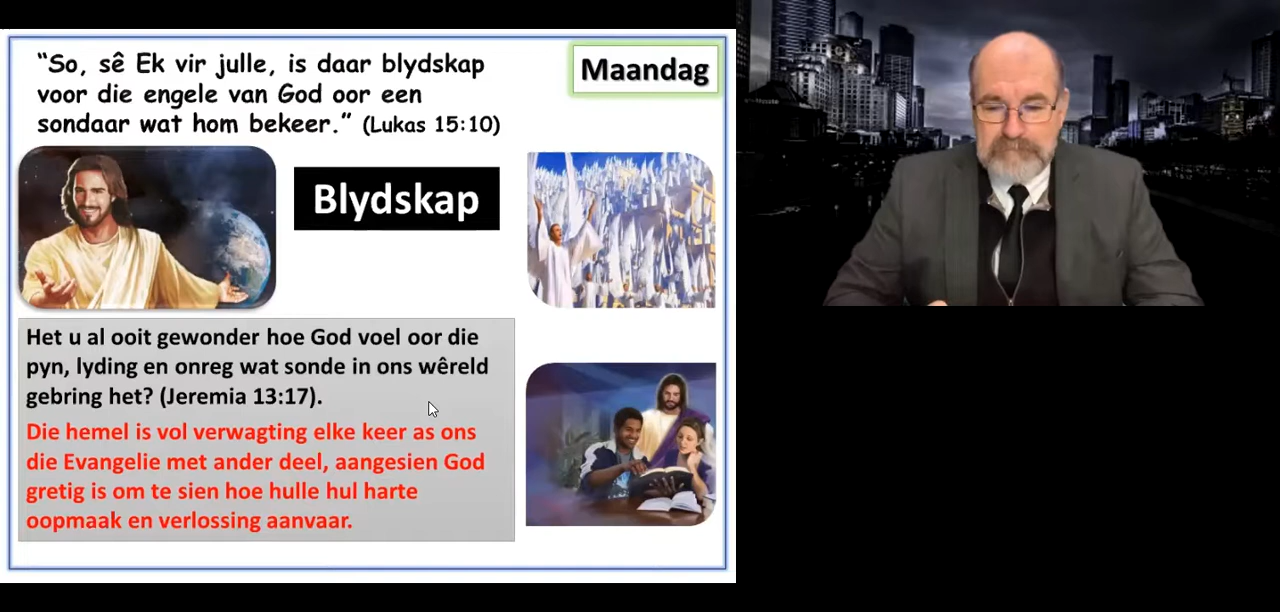 “So, sê Ek vir julle, is daar blydskap
voor die engele van God oor een
sondaar wat hom bekeer.” (Lukas 15:10)
Maandag
Blydskap
Het u al ooit gewonder hoe God voel oor die
pyn, lyding en onreg wat sonde in ons wêreld
gebring het? (Jeremia 13:17).
Die hemel is vol verwagting elke keer as ons
die Evangelie met ander deel, aangesien God
gretig is om te sien hoe hulle hul harte
oopmaak en verlossing aanvaar.